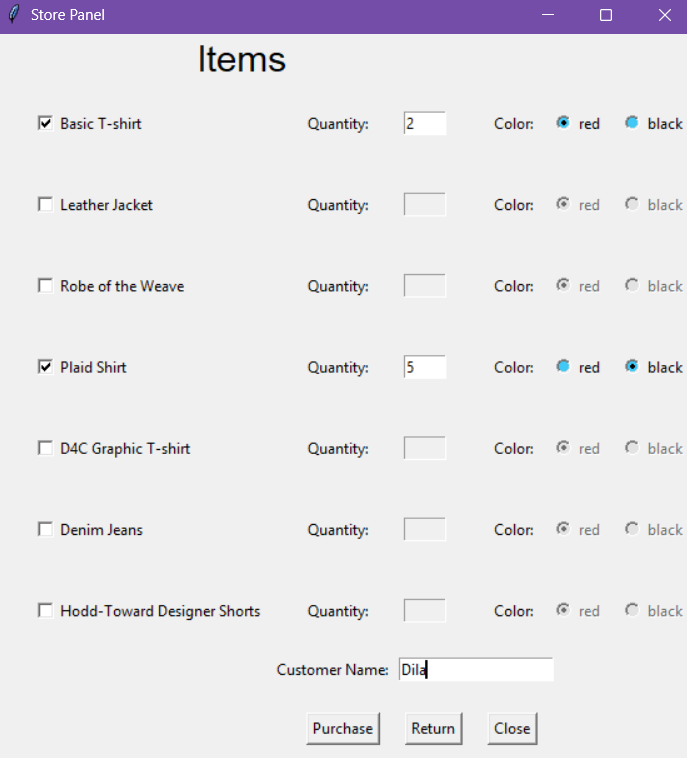 Store Panel
Items
Basic T-shirt Quantity: 2 Color: red black
Leather Jacket Quantity: Color: red black
Robe of the Weave Quantity: Color: red black
Plaid Shirt Quantity: 5 Color: red black
D4C Graphic T-shirt Quantity: Color: red black
Denim Jeans Quantity: Color: red black
Hodd-Toward Designer Shorts Quantity: Color: red black
Customer Name: Dila
Purchase Return Close